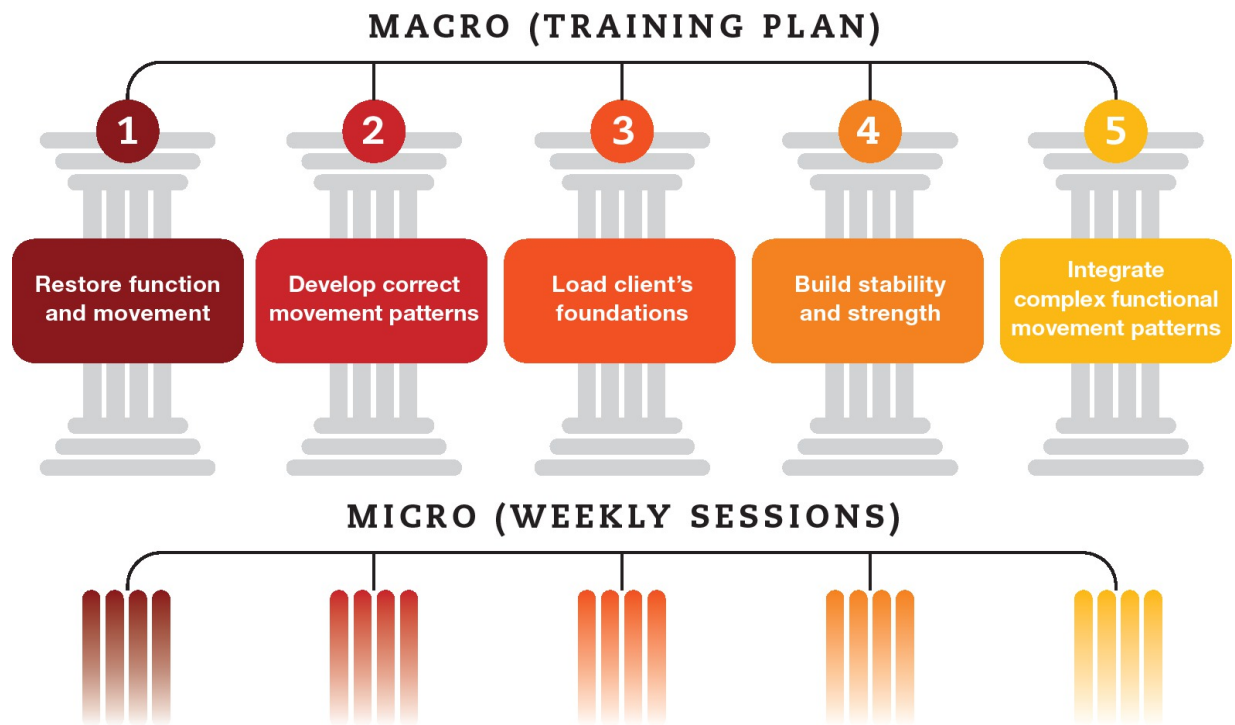 MACRO (TRAINING PLAN)
1
2
3
4
5
Restore function
and movement
Develop correct
movement patterns
Load client's
foundations
Build stability
and strength
Integrate
complex functional
movement patterns
MICRO (WEEKLY SESSIONS)